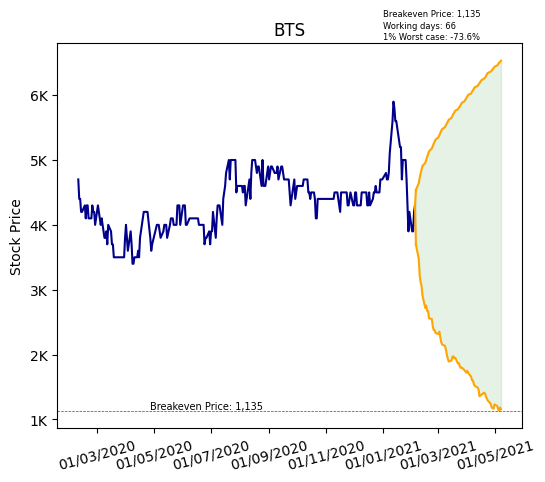 Breakeven Price: 1,135
Working days: 66
1% Worst case: -73.6%
BTS
Stock Price
6K
5K
4K
3K
2K
1K
Breakeven Price: 1,135
01/03/2020
01/05/2020
01/07/2020
01/09/2020
01/11/2020
01/01/2021
01/03/2021
01/05/2021